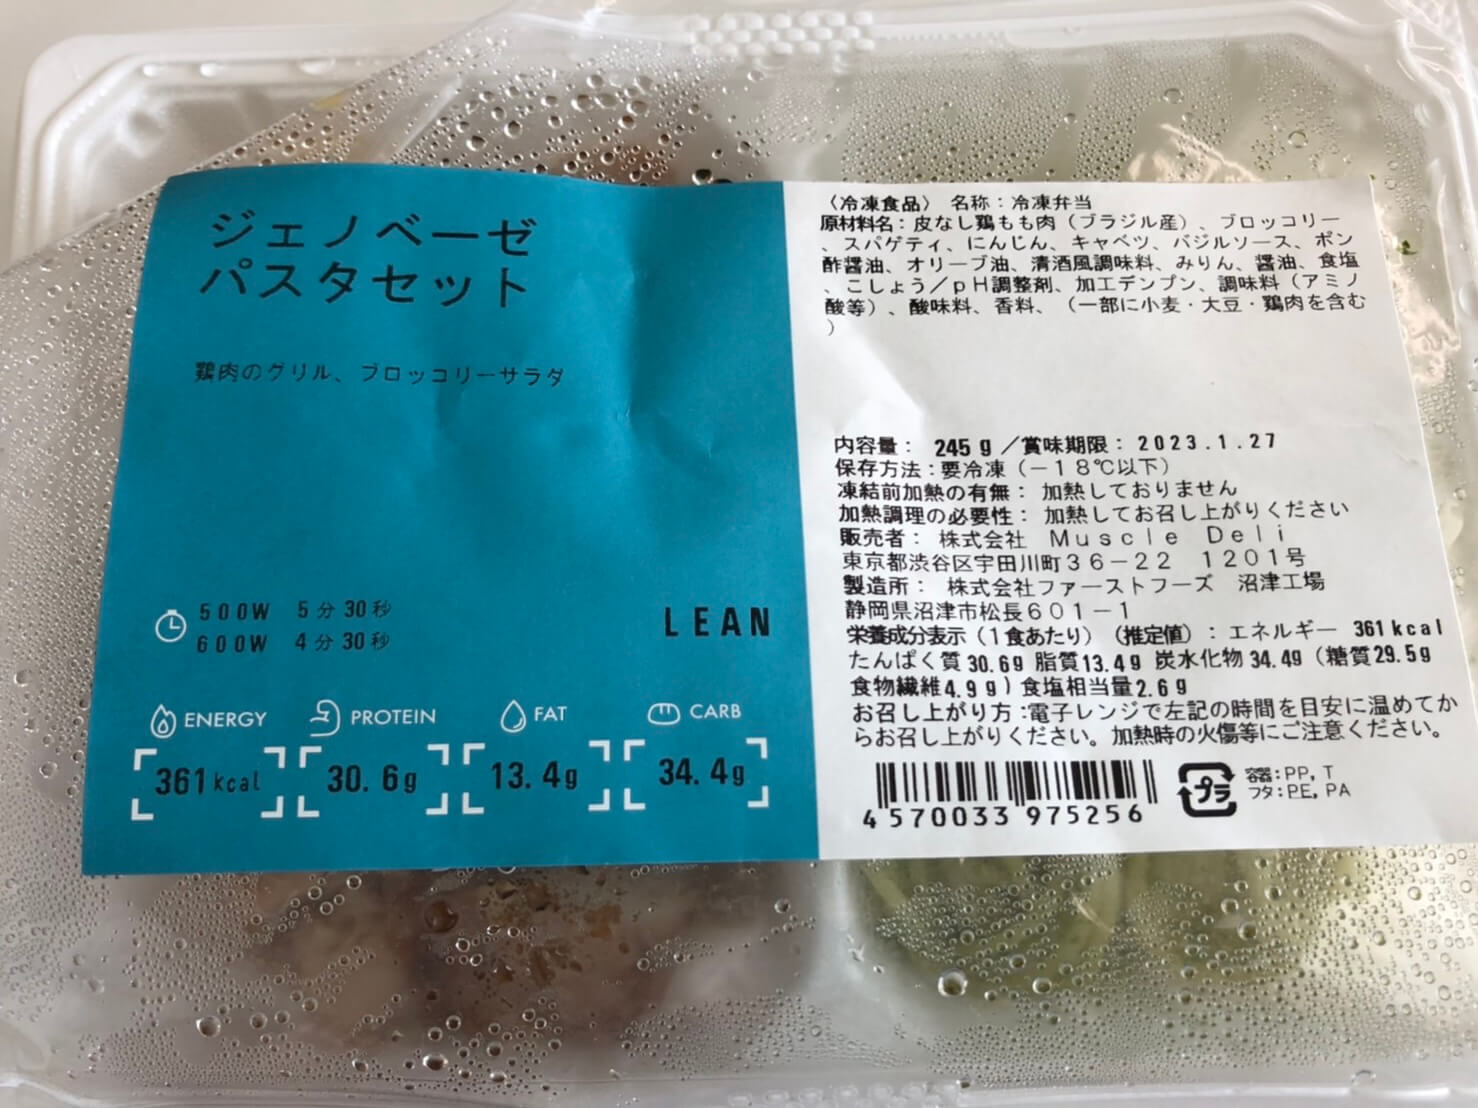 ジェノベーゼ
パスタセット
鶏肉のグリル、ブロッコリーサラダ
500W 5分30秒
600W 4分30秒
LEAN
ENERGY PROTEIN FAT CARB
361kcal 30.6g 13.4g 34.4g
〈冷凍食品〉 名称：冷凍弁当
原材料名：皮なし鶏もも肉（ブラジル産）、ブロッコリー
、スパゲティ、にんじん、キャベツ、バジルソース、ポン
酢醤油、オリーブ油、清酒風調味料、みりん、醤油、食塩
、こしょう／ｐＨ調整剤、加工デンプン、調味料（アミノ
酸等）、酸味料、香料、（一部に小麦・大豆・鶏肉を含む
）
内容量： 245g／賞味期限：2023.1.27
保存方法：要冷凍（－１８℃以下）
凍結前加熱の有無：加熱しておりません
加熱調理の必要性：加熱してお召し上がりください
販売者：株式会社 Ｍｕｓｃｌｅ Ｄｅｌｉ
東京都渋谷区宇田川町３６－２２ １２０１号
製造所：株式会社ファーストフーズ 沼津工場
静岡県沼津市松長６０１－１
栄養成分表示（１食あたり）（推定値）：エネルギー 361kcal
たんぱく質30.6g 脂質13.4g 炭水化物34.4g（糖質29.5g
食物繊維4.9g）食塩相当量2.6g
お召し上がり方：電子レンジで左記の時間を目安に温めてか
らお召し上がりください。加熱時の火傷等にご注意ください。
プラ
容器：PP, T
フタ：PE, PA
4570033975256